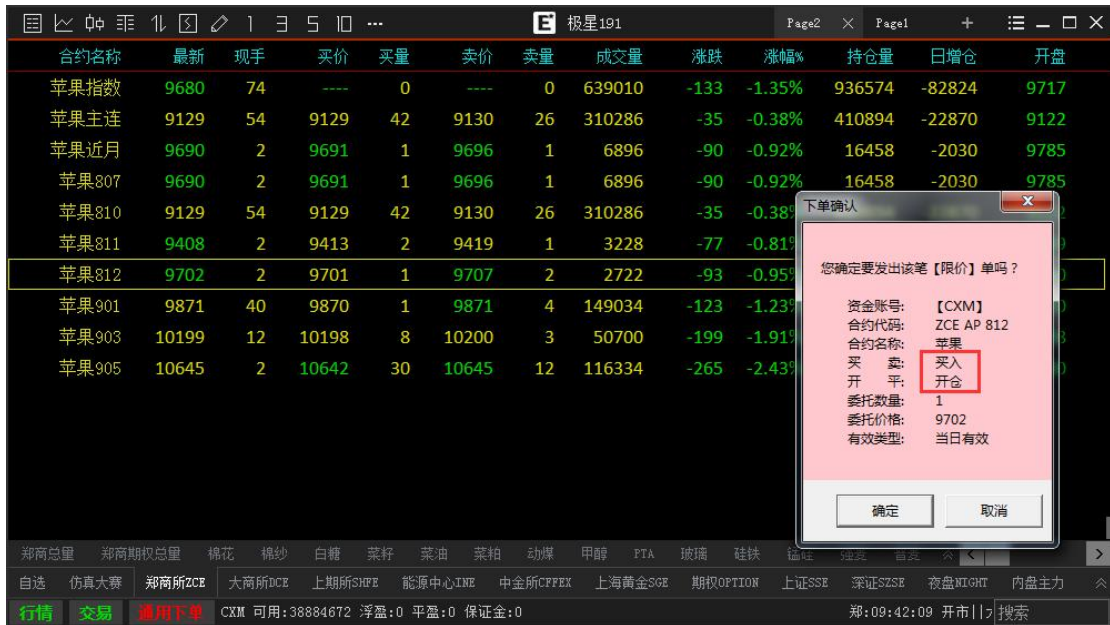 1 3 5 10 ... E 极星191 Page2 × Page1 +
合约名称 最新 现手 买价 买量 卖价 卖量 成交量 涨跌 涨幅% 持仓量 日增仓 开盘
苹果指数 9680 74 ---- 0 ---- 0 639010 -133 -1.35% 936574 -82824 9717
苹果主连 9129 54 9129 42 9130 26 310286 -35 -0.38% 410894 -22870 9122
苹果近月 9690 2 9691 1 9696 1 6896 -90 -0.92% 16458 -2030 9785
苹果807 9690 2 9691 1 9696 1 6896 -90 -0.92% 16458 -2030 9785
苹果810 9129 54 9129 42 9130 26 310286 -35
苹果811 9408 2 9413 2 9419 1 3228 -77
苹果812 9702 2 9701 1 9707 2 2722 -93
苹果901 9871 40 9870 1 9871 4 149034 -123
苹果903 10199 12 10198 8 10200 3 50700 -199
苹果905 10645 2 10642 30 10645 12 116334 -265
下单确认
您确定要发出该笔【限价】单吗？
资金账号: 【CXM】
合约代码: ZCE AP 812
合约名称: 苹果
买 卖: 买入
开 平: 开仓
委托数量: 1
委托价格: 9702
有效类型: 当日有效
确定 取消
郑商总量 郑商期权总量 棉花 棉纱 白糖 菜籽 菜油 菜粕 动煤 甲醇 PTA 玻璃 硅铁
自选 仿真大赛 郑商所ZCE 大商所DCE 上期所SHFE 能源中心INE 中金所CFFEX 上海黄金SGE 期权OPTION 上证SSE 深证SZSE 夜盘NIGHT 内盘主力
行情 交易 通用下单 CXM 可用:38884672 浮盈:0 平盈:0 保证金:0 郑:09:42:09 开市|| 搜索